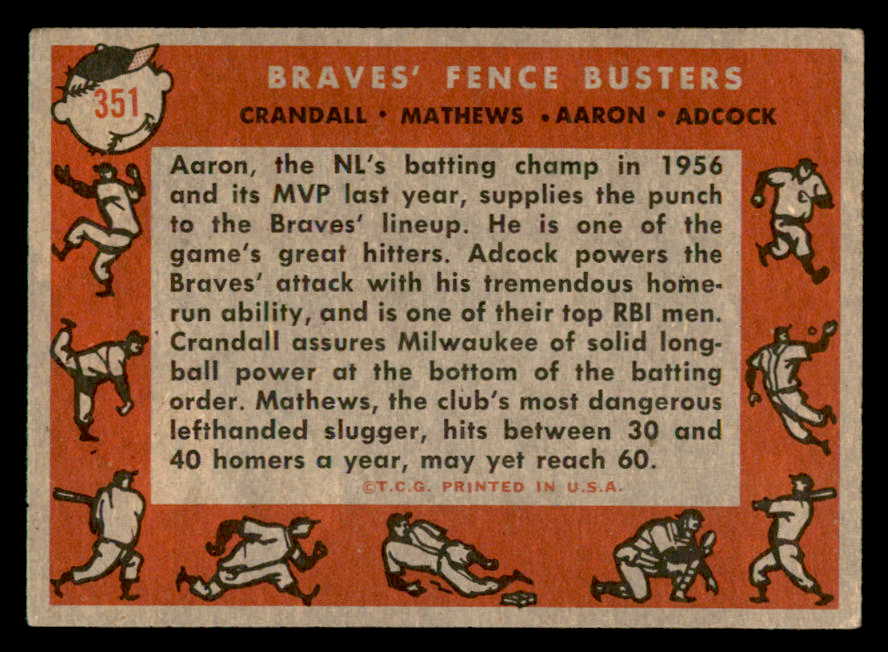 351
BRAVES' FENCE BUSTERS
CRANDALL • MATHEWS • AARON • ADCOCK
Aaron, the NL's batting champ in 1956
and its MVP last year, supplies the punch
to the Braves' lineup. He is one of the
game's great hitters. Adcock powers the
Braves' attack with his tremendous home-
run ability, and is one of their top RBI men.
Crandall assures Milwaukee of solid long-
ball power at the bottom of the batting
order. Mathews, the club's most dangerous
lefthanded slugger, hits between 30 and
40 homers a year, may yet reach 60.
©T.C.G. PRINTED IN U.S.A.